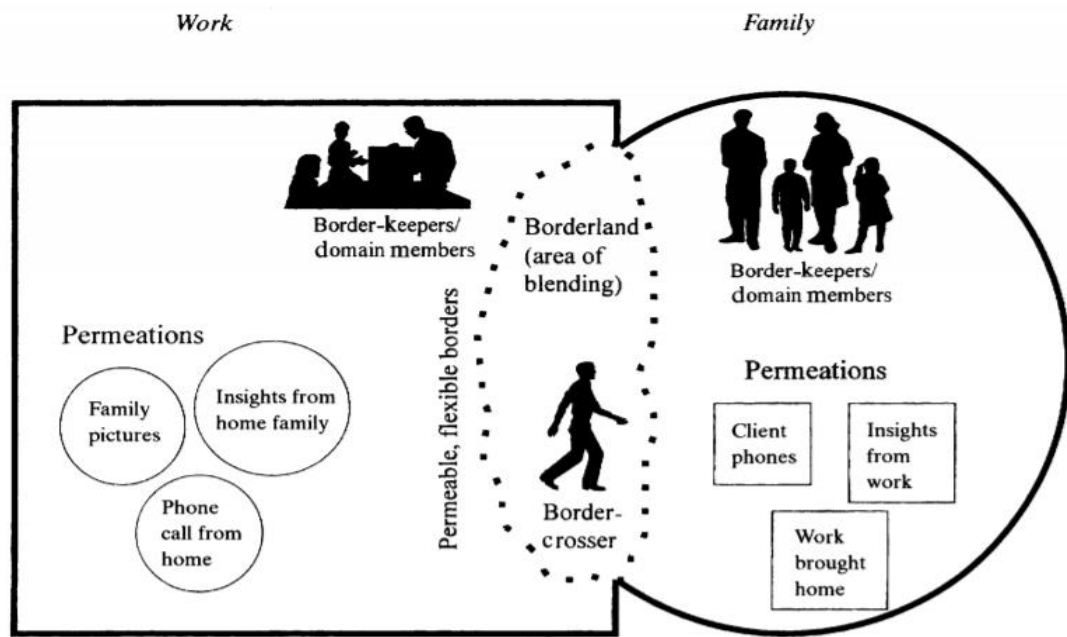 Work
Family
Border-keepers/
domain members
Borderland
(area of
blending)
Border-keepers/
domain members
Permeable, flexible borders
Permeations
Family
pictures
Insights from
home family
Phone
call from
home
Border-
crosser
Permeations
Client
phones
Insights
from
work
Work
brought
home